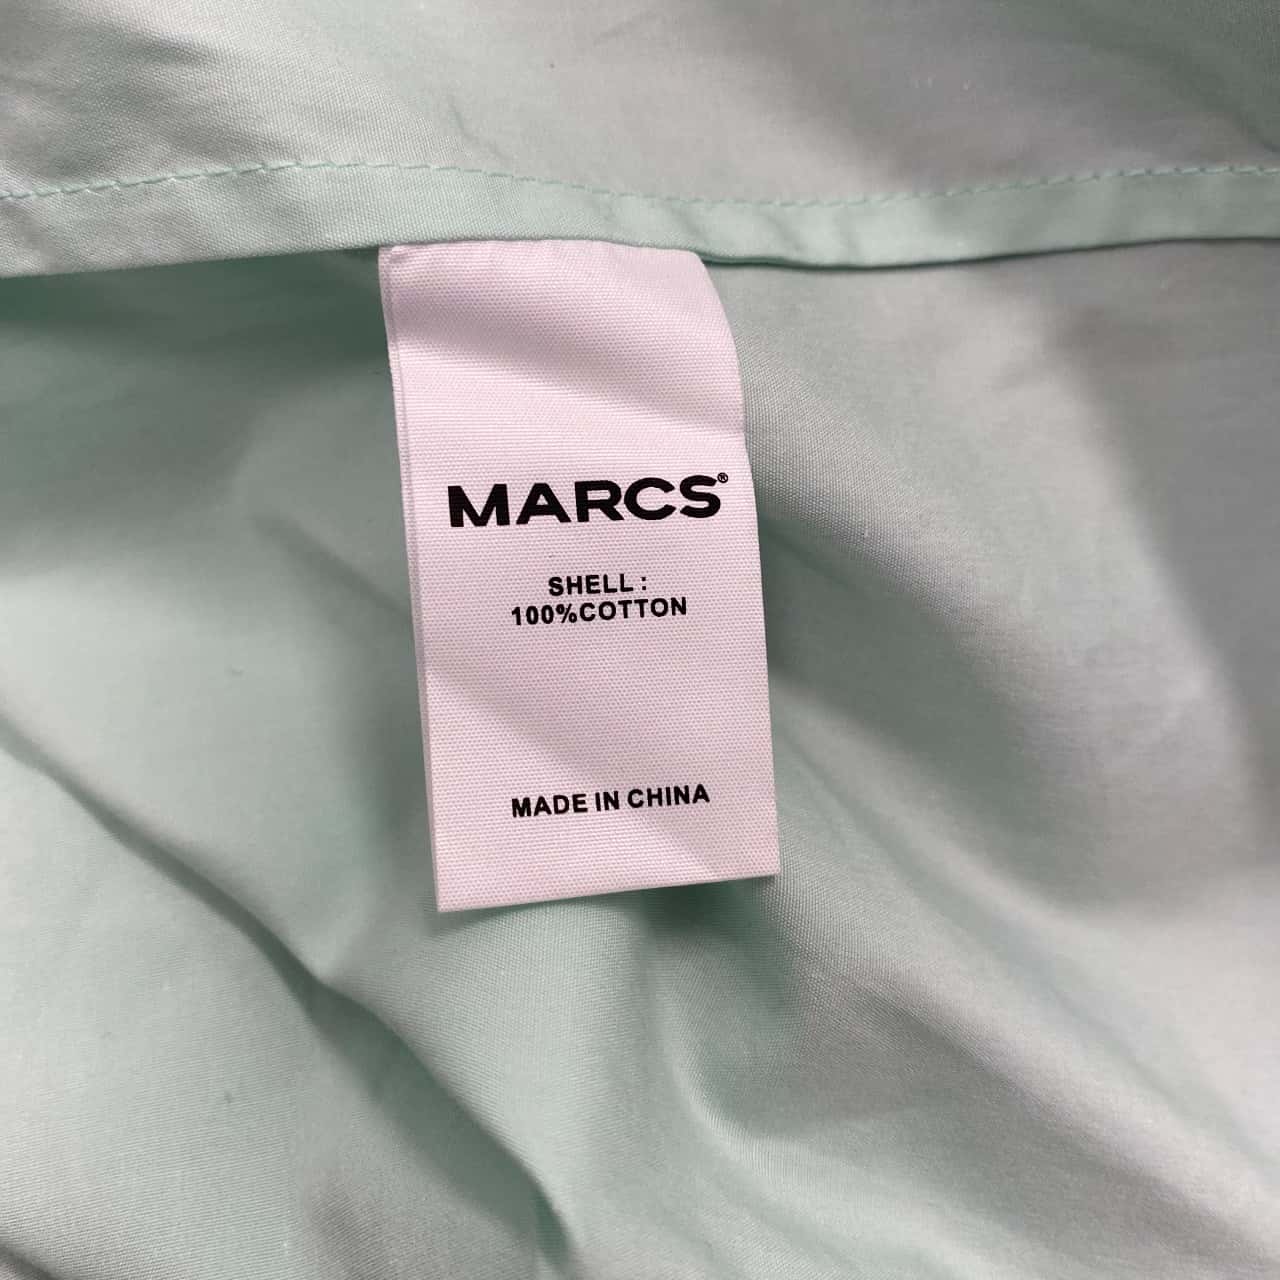 MARCS®
SHELL :
100%COTTON
MADE IN CHINA